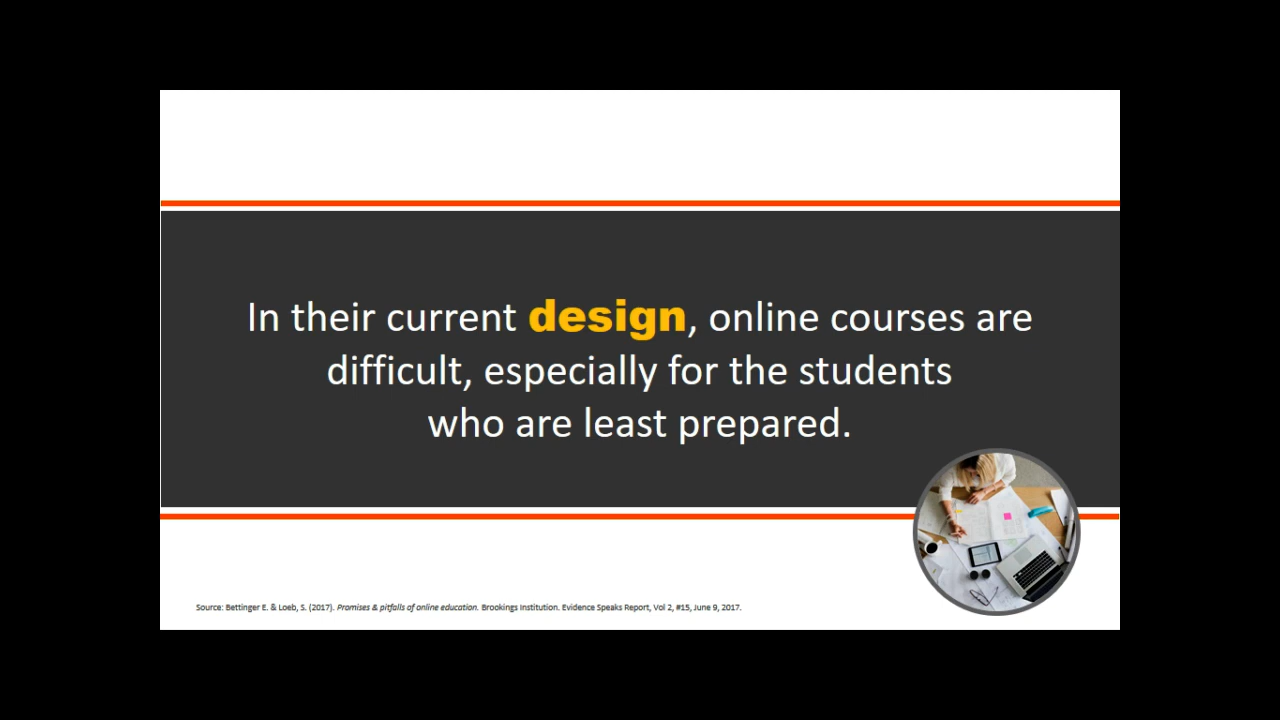 In their current design, online courses are
difficult, especially for the students
who are least prepared.
Source: Bettinger E. & Loeb, S. (2017). Promises & pitfalls of online education. Brookings Institution. Evidence Speaks Report, Vol 2, #15, June 9, 2017.